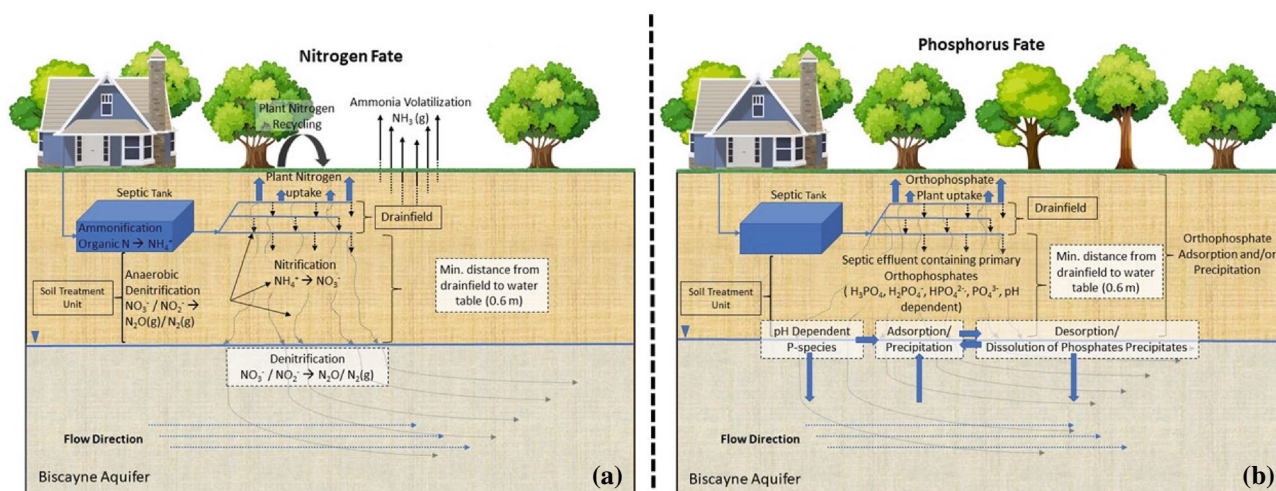 Nitrogen Fate
Plant Nitrogen
Recycling
Ammonia Volatilization
NH₃ (g)
Septic Tank
Plant Nitrogen
uptake
Drainfield
Ammonification
Organic N → NH₄⁺
Anaerobic
Denitrification
NO₃⁻ / NO₂⁻ →
N₂O(g)/ N₂(g)
Soil Treatment
Unit
Nitrification
NH₄⁺ → NO₃⁻
Min. distance from
drainfield to water
table (0.6 m)
Denitrification
NO₃⁻ / NO₂⁻ → N₂O/ N₂(g)
Flow Direction
Biscayne Aquifer
(a)
Phosphorus Fate
Septic Tank
Orthophosphate
Plant uptake
Drainfield
Septic effluent containing primary
Orthophosphates
( H₃PO₄, H₂PO₄⁻, HPO₄²⁻, PO₄³⁻, pH
dependent)
Soil Treatment
Unit
Min. distance from
drainfield to water
table (0.6 m)
Orthophosphate
Adsorption and/or
Precipitation
pH Dependent
P-species
Adsorption/
Precipitation
Desorption/
Dissolution of Phosphates Precipitates
Flow Direction
Biscayne Aquifer
(b)